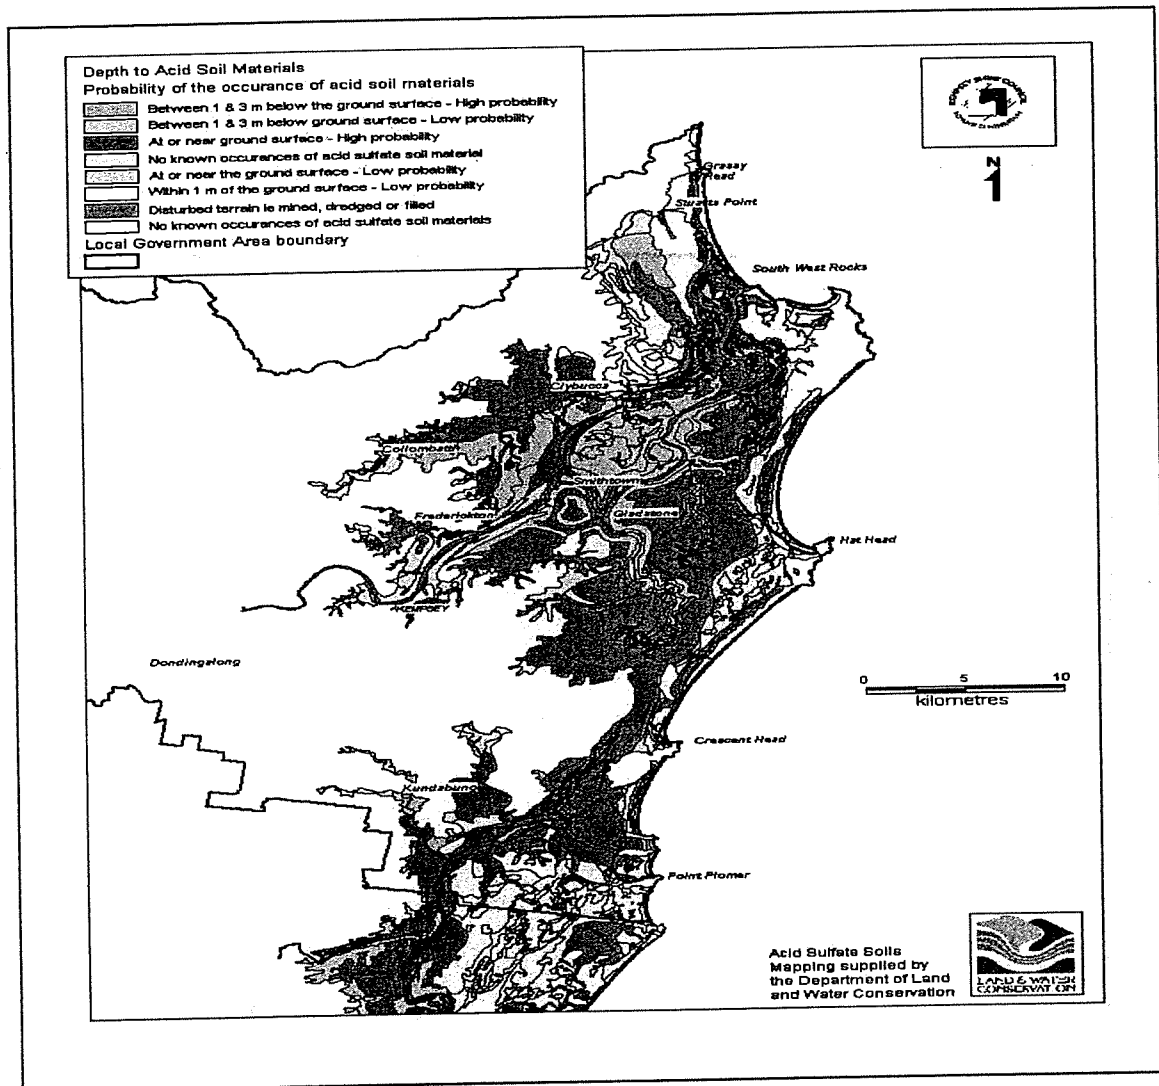 Depth to Acid Soil Materials
Probability of the occurance of acid soil materials
Between 1 & 3 m below the ground surface - High probability
Between 1 & 3 m below ground surface - Low probability
At or near ground surface - High probability
No known occurances of acid sulfate soil material
At or near the ground surface - Low probability
Within 1 m of the ground surface - Low probability
Disturbed terrain ie mined, dredged or filled
No known occurances of acid sulfate soil materials
Local Government Area boundary
N
Grassy
Head
Stuarts Point
South West Rocks
Clybucca
Collombatti
Smithtown
Frederickton
Gladstone
Hat Head
KEMPSEY
Dondingalong
0 5 10
kilometres
Crescent Head
Kundabung
Point Plomer
Acid Sulfate Soils
Mapping supplied by
the Department of Land
and Water Conservation
LAND & WATER
CONSERVATION